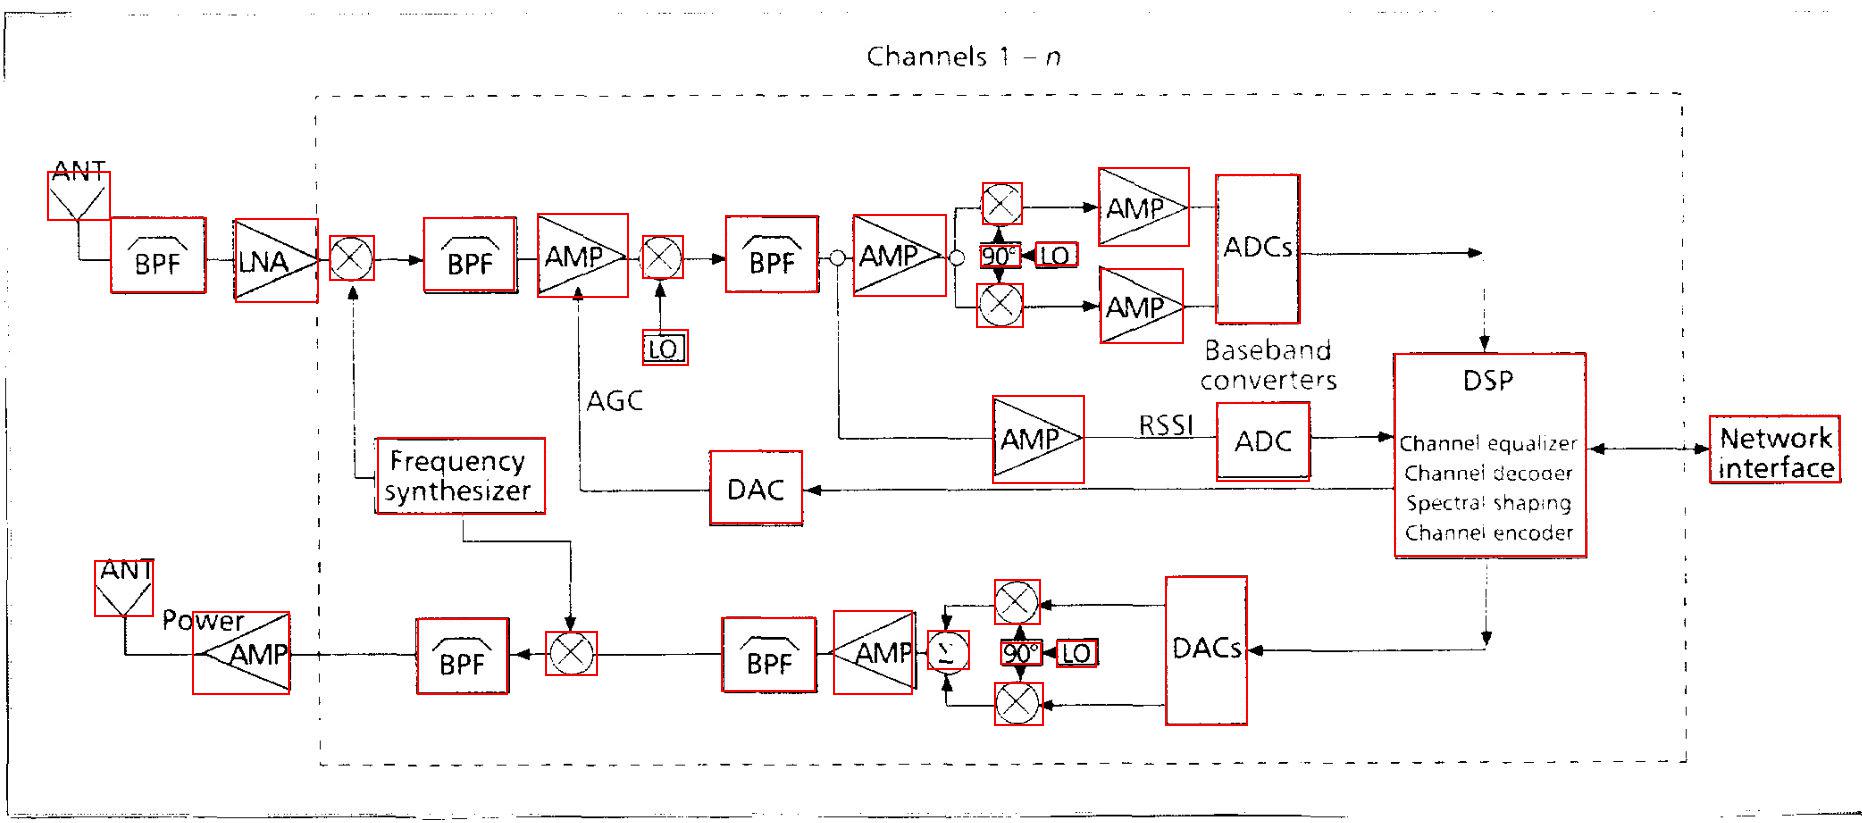 Channels 1 – n
ANT
BPF
LNA
BPF
AMP
BPF
AMP
AMP
90°
LO
AMP
ADCs
LO
Baseband
converters
AGC
AMP
RSSI
ADC
DSP
Channel equalizer
Channel decoder
Spectral shaping
Channel encoder
Network
interface
Frequency
synthesizer
DAC
ANT
Power
AMP
BPF
BPF
AMP
Σ
90°
LO
DACs